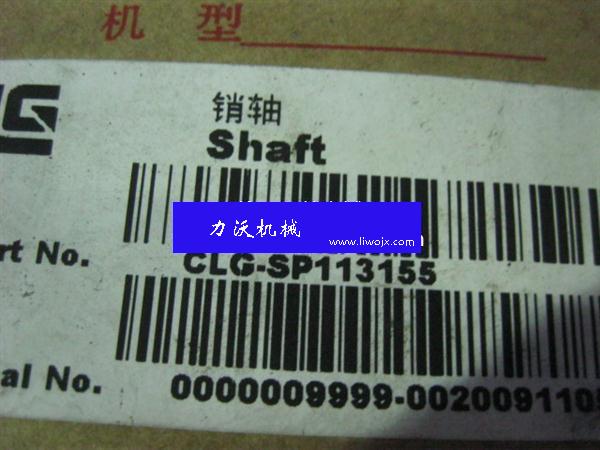 机 型
销轴
Shaft
力沃机械
www.liwojx.com
rt No.
CLG-SP113155
al No.
0000009999-0020091105